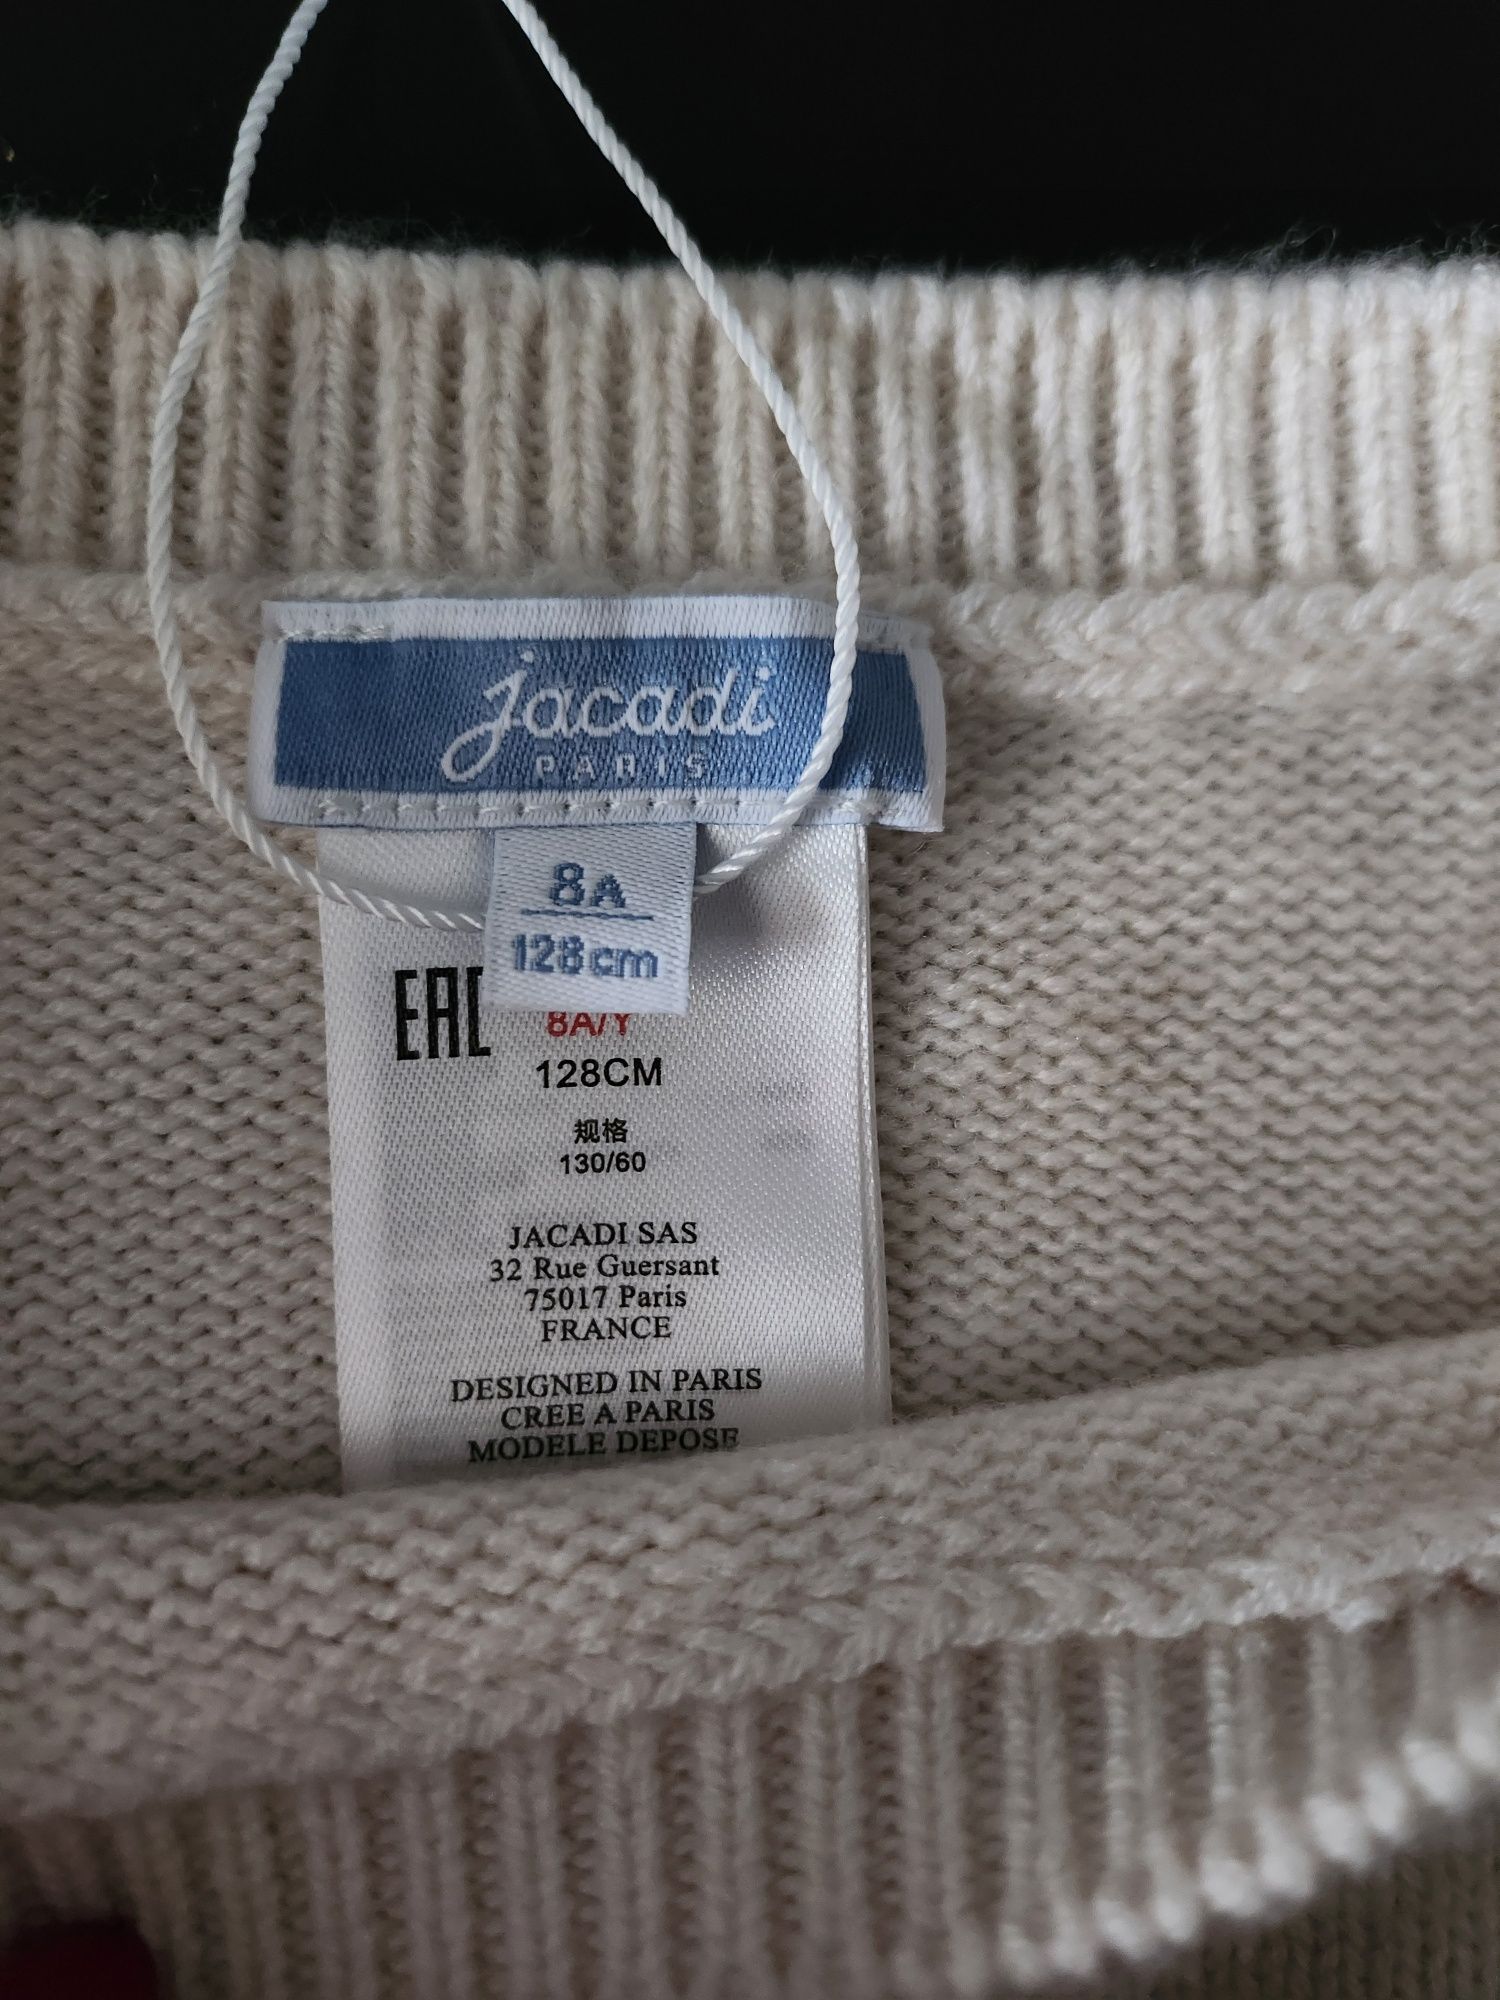 jacadi
PARIS
8A
128cm
EAC
8A/Y
128CM
规格
130/60
JACADI SAS
32 Rue Guersant
75017 Paris
FRANCE
DESIGNED IN PARIS
CREE A PARIS
MODELE DEPOSE